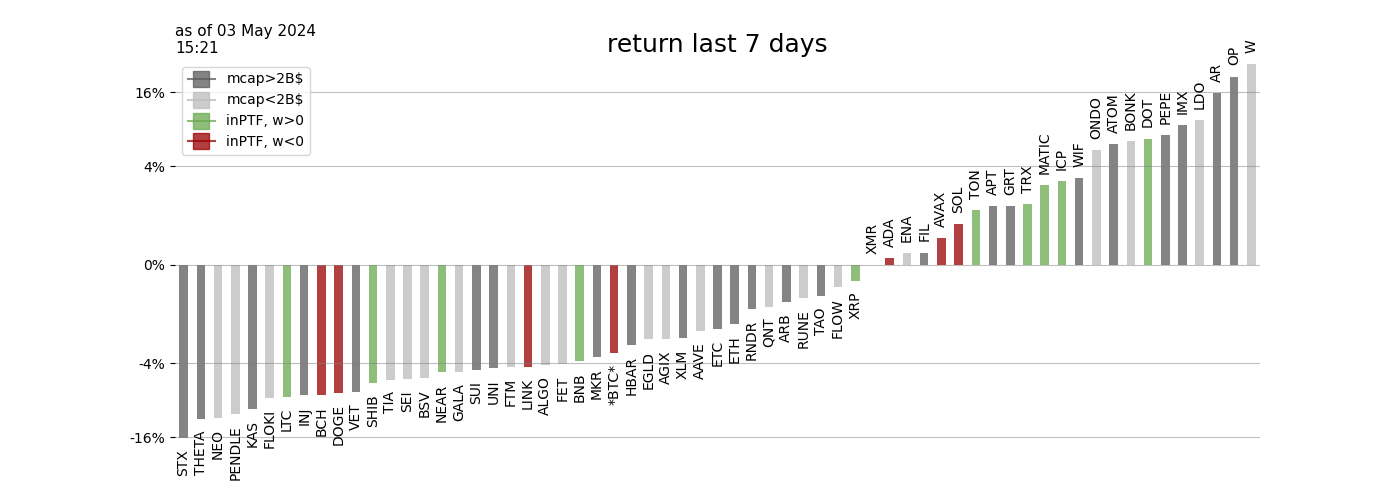 as of 03 May 2024
15:21
return last 7 days
mcap>2B$
mcap<2B$
inPTF, w>0
inPTF, w<0
16%
4%
0%
-4%
-16%
STX
THETA
NEO
PENDLE
KAS
FLOKI
LTC
INJ
BCH
DOGE
VET
SHIB
TIA
SEI
BSV
NEAR
GALA
SUI
UNI
FTM
LINK
ALGO
FET
BNB
MKR
*BTC*
HBAR
EGLD
AGIX
XLM
AAVE
ETC
ETH
RNDR
QNT
ARB
RUNE
TAO
FLOW
XRP
XMR
ADA
ENA
FIL
AVAX
SOL
TON
APT
GRT
TRX
MATIC
ICP
WIF
ONDO
ATOM
BONK
DOT
PEPE
IMX
LDO
AR
OP
W